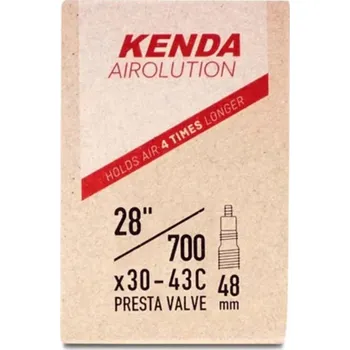 KENDA
AIROLUTION
HOLDS AIR 4 TIMES LONGER
28"
700
x30-43C
PRESTA VALVE
48
mm